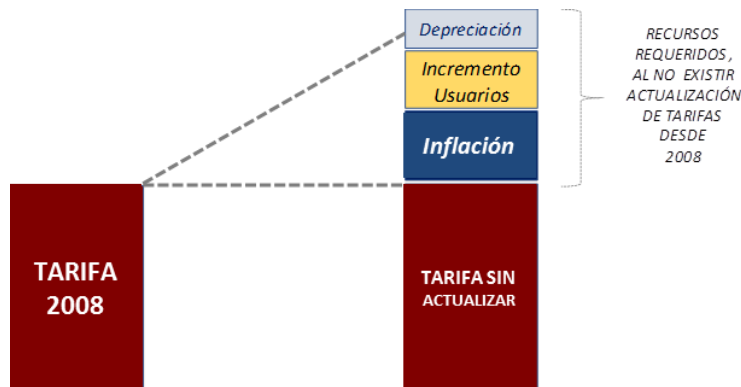 Depreciación
Incremento
Usuarios
Inflación
RECURSOS
REQUERIDOS,
AL NO EXISTIR
ACTUALIZACIÓN
DE TARIFAS
DESDE
2008
TARIFA
2008
TARIFA SIN
ACTUALIZAR